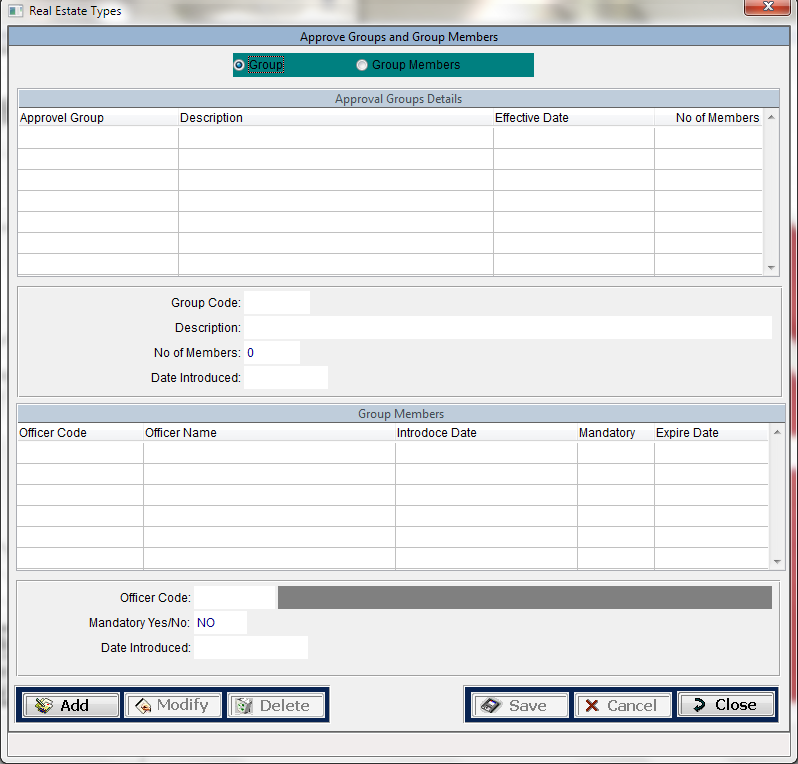 Real Estate Types
Approve Groups and Group Members
Group Group Members
Approval Groups Details
Approvel Group Description Effective Date No of Members
Group Code:
Description:
No of Members: 0
Date Introduced:
Group Members
Officer Code Officer Name Introdoce Date Mandatory Expire Date
Officer Code:
Mandatory Yes/No: NO
Date Introduced:
Add Modify Delete Save Cancel Close